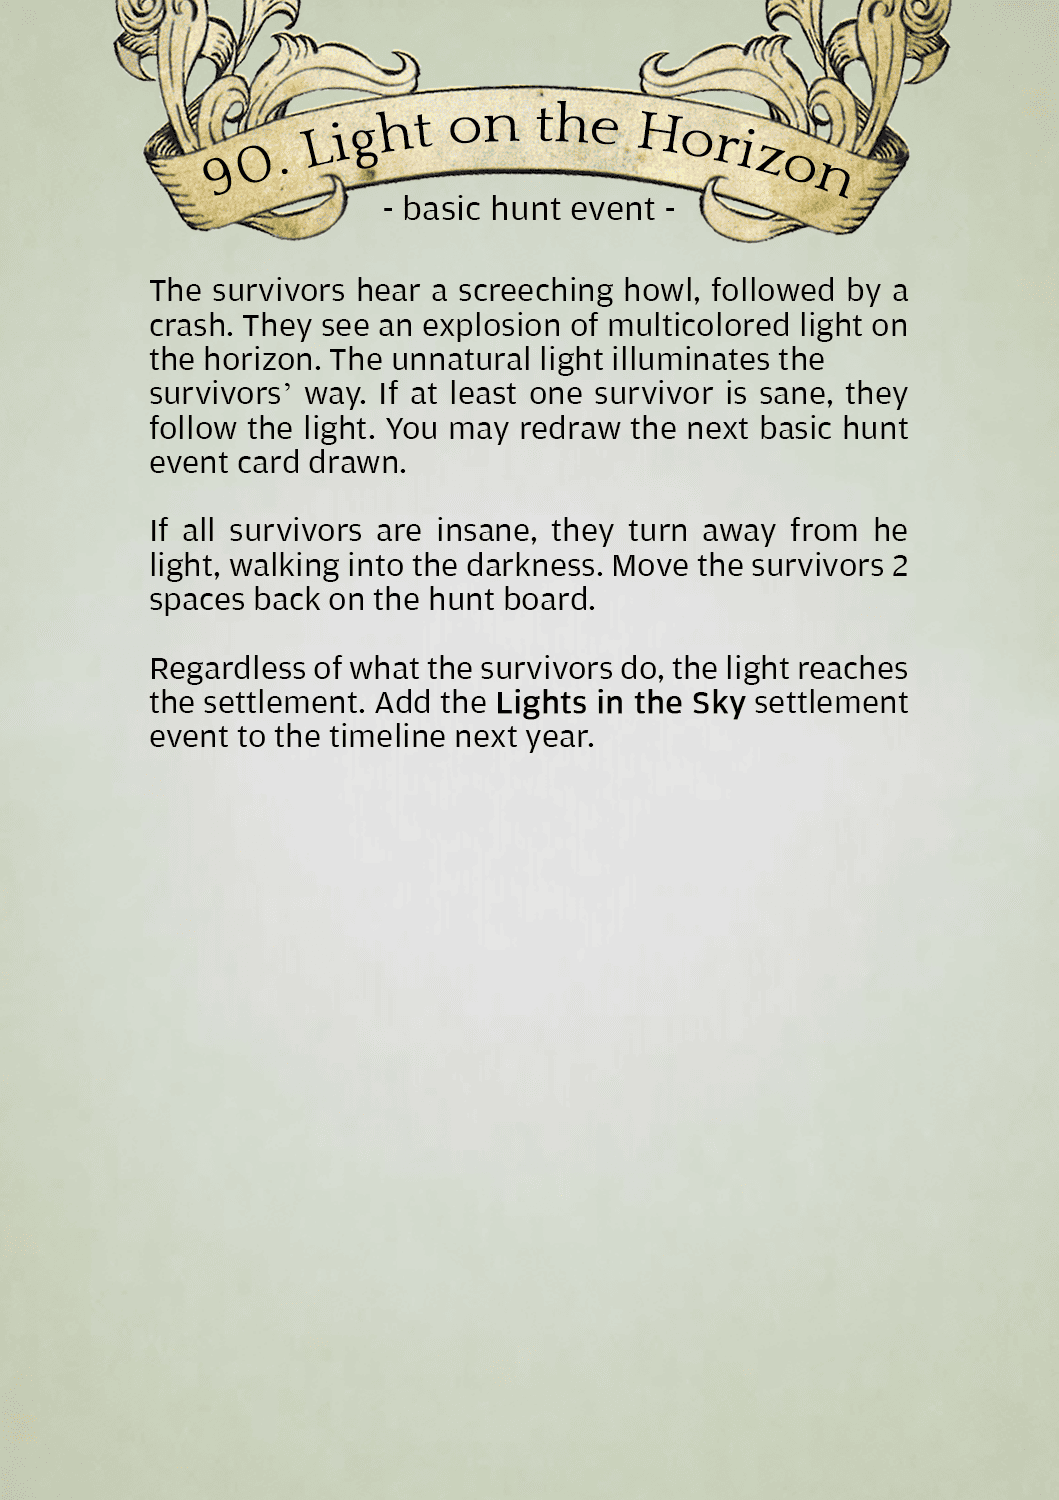 90. Light on the Horizon
- basic hunt event -
The survivors hear a screeching howl, followed by a
crash. They see an explosion of multicolored light on
the horizon. The unnatural light illuminates the
survivors’ way. If at least one survivor is sane, they
follow the light. You may redraw the next basic hunt
event card drawn.
If all survivors are insane, they turn away from he
light, walking into the darkness. Move the survivors 2
spaces back on the hunt board.
Regardless of what the survivors do, the light reaches
the settlement. Add the Lights in the Sky settlement
event to the timeline next year.